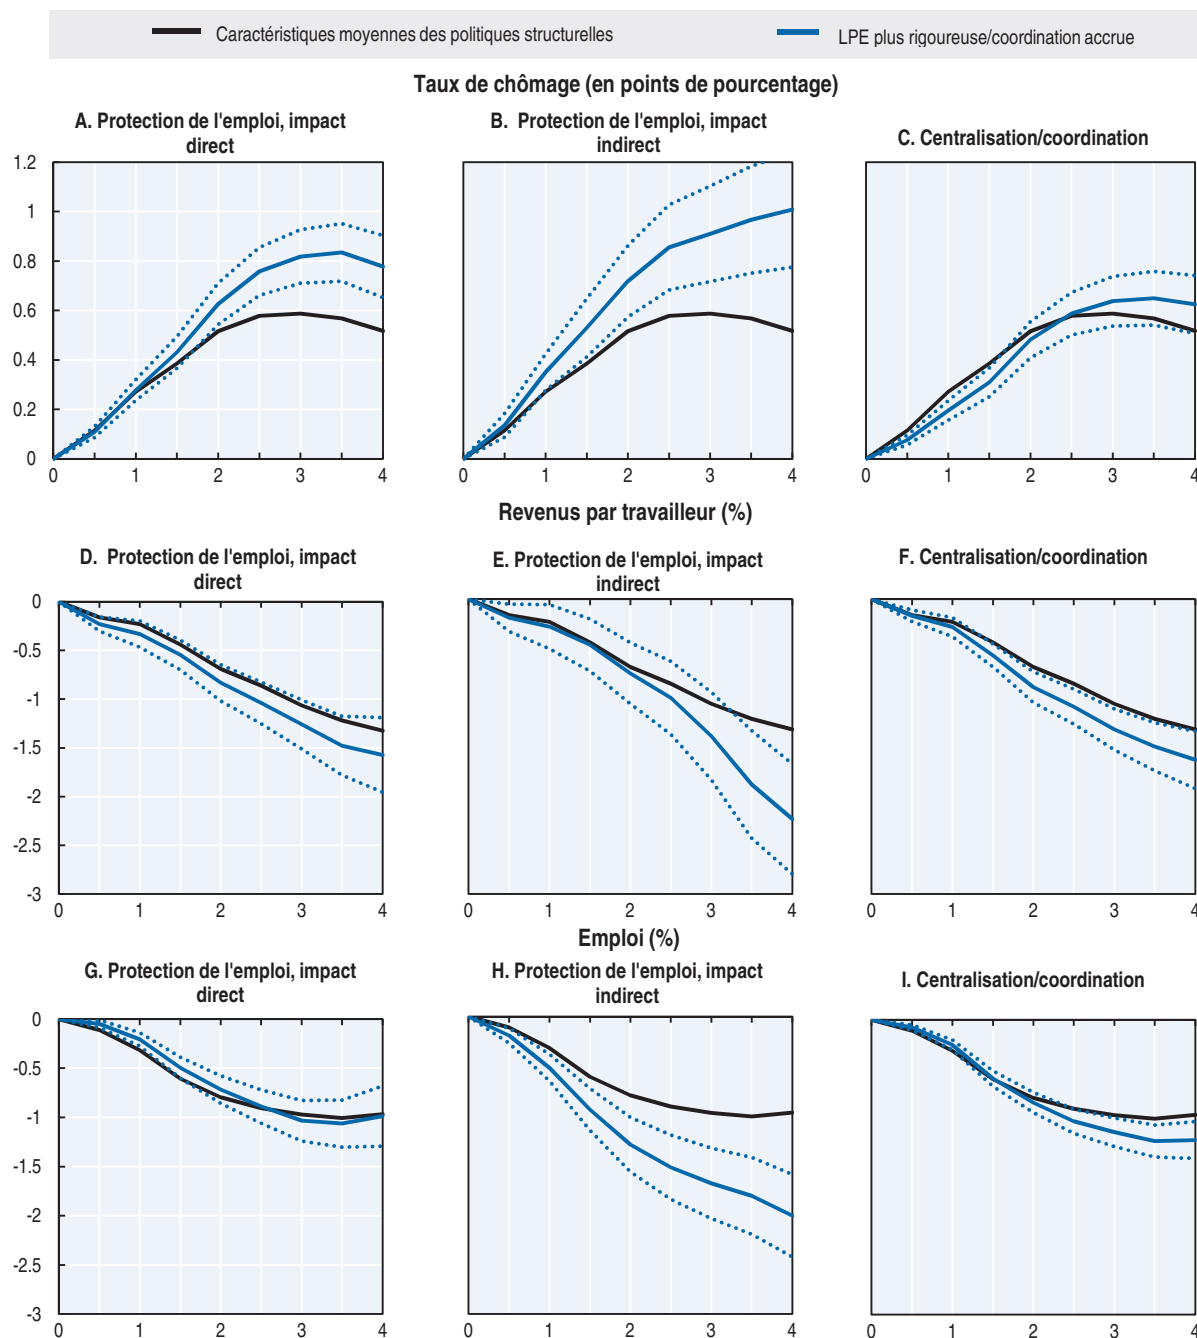 Caractéristiques moyennes des politiques structurelles
LPE plus rigoureuse/coordination accrue
Taux de chômage (en points de pourcentage)
A. Protection de l'emploi, impact
direct
B. Protection de l'emploi, impact
indirect
C. Centralisation/coordination
1.2
1
0.8
0.6
0.4
0.2
0
0 1 2 3 4
0 1 2 3 4
0 1 2 3 4
Revenus par travailleur (%)
D. Protection de l'emploi, impact
direct
E. Protection de l'emploi, impact
indirect
F. Centralisation/coordination
0
-0.5
-1
-1.5
-2
-2.5
-3
0 1 2 3 4
0 1 2 3 4
0 1 2 3 4
Emploi (%)
G. Protection de l'emploi, impact
direct
H. Protection de l'emploi, impact
indirect
I. Centralisation/coordination
0
-0.5
-1
-1.5
-2
-2.5
-3
0 1 2 3 4
0 1 2 3 4
0 1 2 3 4